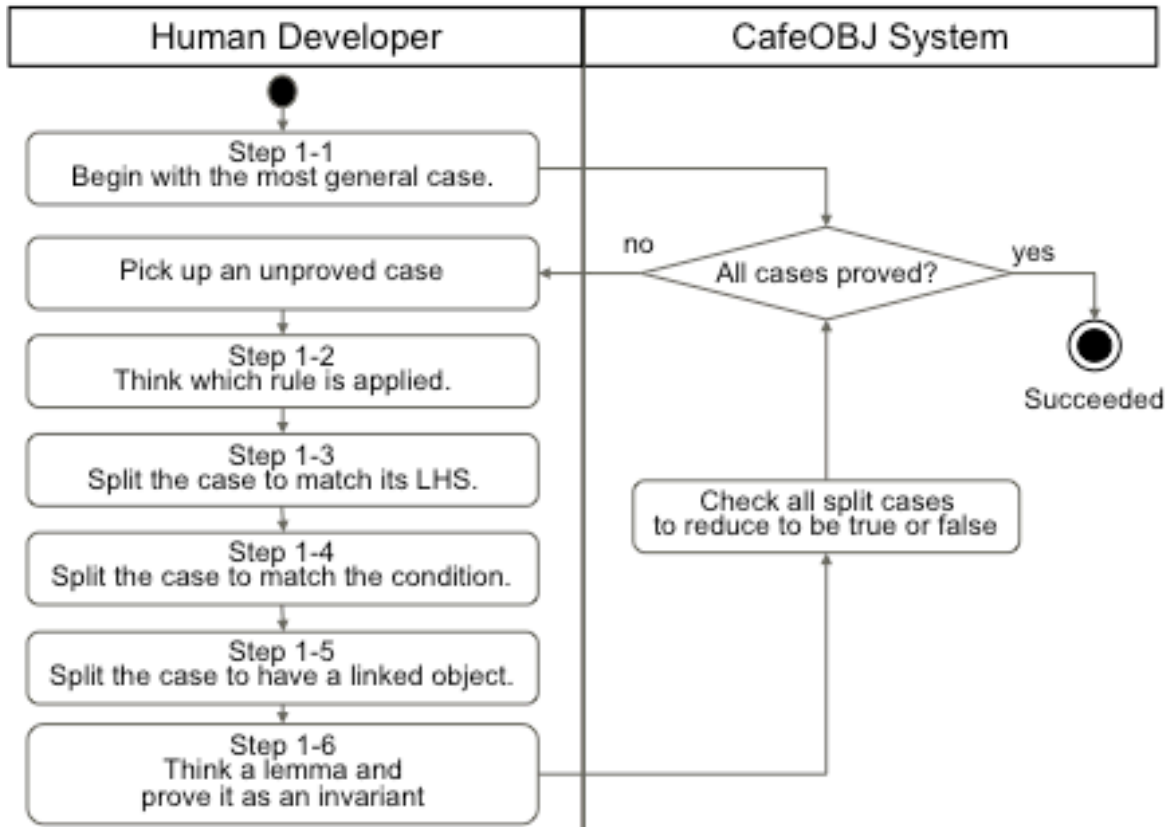 Human Developer
CafeOBJ System
Step 1-1
Begin with the most general case.
Pick up an unproved case
no
All cases proved?
yes
Succeeded
Step 1-2
Think which rule is applied.
Step 1-3
Split the case to match its LHS.
Check all split cases
to reduce to be true or false
Step 1-4
Split the case to match the condition.
Step 1-5
Split the case to have a linked object.
Step 1-6
Think a lemma and
prove it as an invariant